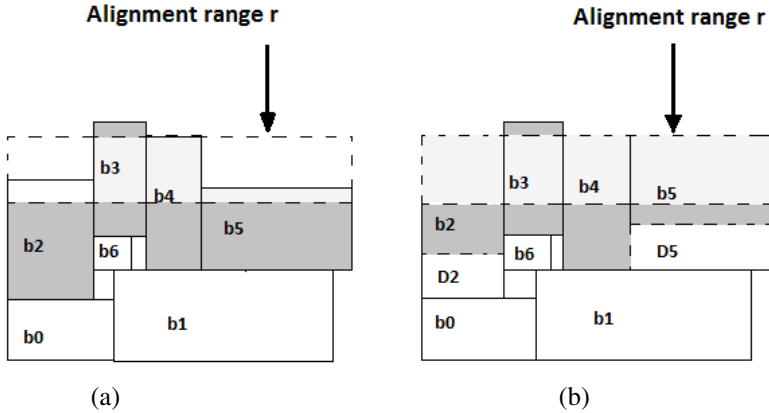 Alignment range r
Alignment range r
b3
b4
b2
b5
b6
b0
b1
b3
b4
b5
b2
b6
D5
D2
b0
b1
(a)
(b)